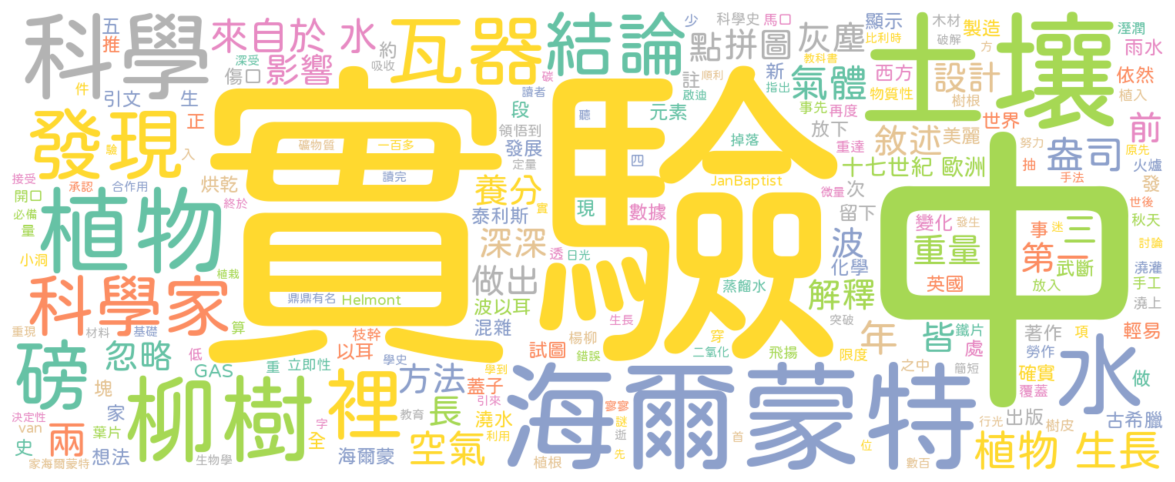 科學
五
推
件
深受
傷口
來自於 水
影響
約
吸收
瓦器
結論
少
科學史
點拼圖
註
馬口
教科書
灰塵
氣體
顯示
比利時
新
指出
木材
破解
製造
方
溼潤
雨水
土壤
引文
生
正
發現
驗
入
段
領悟到
發展
元素
順利
啟迪
事先
再度
放下
重達
西方
物質性
設計
樹根
依然
植入
敘述
美麗
世界
前
努力
原先
盎司
火爐
接受
承認
合作用
烘乾
終於
定量
讀者
聽
四
掉落
JanBaptist
微量
十七世紀 歐洲
抽
手法
發
世後
礦物質
一百多
讀完
實驗
中
開口
必備
量
小洞
植物
養分
泰利斯
實
現
數據
透
日光
次
留下
波
化學
變化
發生
重量
英國
事
迷
第一
三
武斷
放入
秋天
討論
澆灌
手工
澆上
深深
做出
蒸餾水
解釋
科學家
植栽
鼎鼎有名
Helmont
波以耳
混雜
生長
楊柳
錯誤
穿
二氧化
突破
飛揚
限度
年
皆
鐵片
處
簡短
著作
勞作
項
輕易
確實
覆蓋
做
重現
材料
基礎
算
枝幹
以耳
試圖
磅
忽略
低
GAS
重
立即性
學史
學到
方法
蓋子
引來
之中
水
柳樹
裡
長
教育
澆水
利用
空氣
海爾蒙特
寥寥
謎
逝
先
首
位
行光
數百
出版
樹皮
古希臘
植物 生長
決定性
van
史
家海爾蒙特
兩
塊
家
葉片
想法
字
全
生物學
海爾蒙
植根
碳